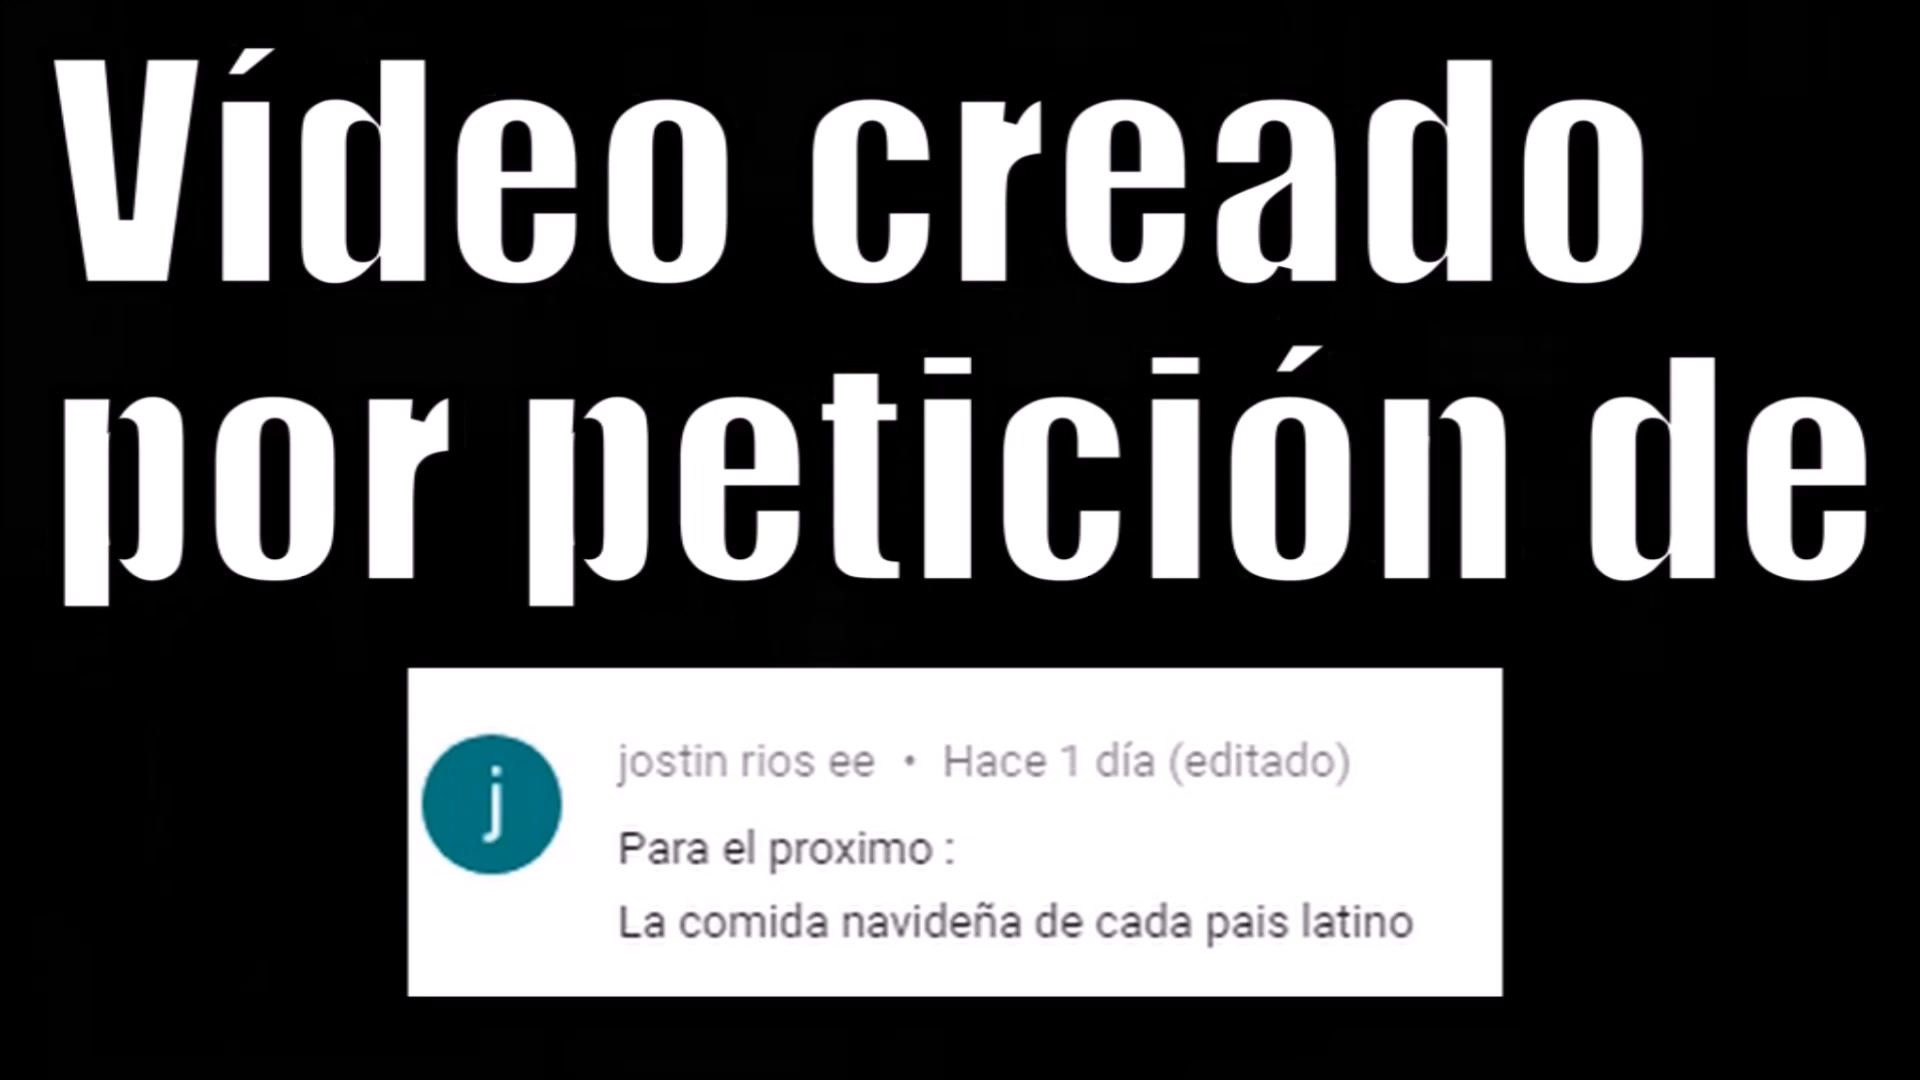 Vídeo creado
por petición de
j
jostin rios ee • Hace 1 día (editado)
Para el proximo :
La comida navideña de cada pais latino